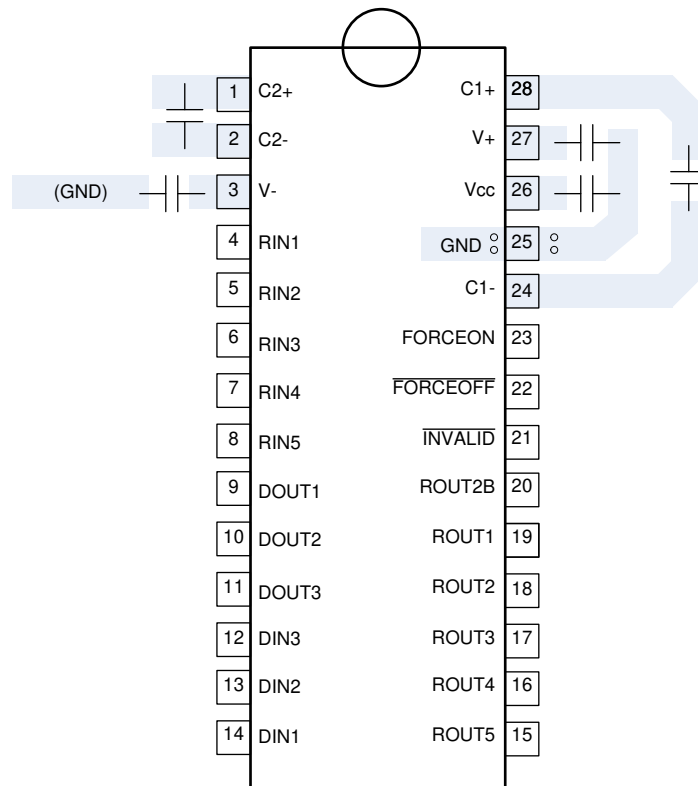 1 C2+ C1+ 28
2 C2- V+ 27
(GND) 3 V- Vcc 26
4 RIN1 GND 25
5 RIN2 C1- 24
6 RIN3 FORCEON 23
7 RIN4 FORCEOFF 22
8 RIN5 INVALID 21
9 DOUT1 ROUT2B 20
10 DOUT2 ROUT1 19
11 DOUT3 ROUT2 18
12 DIN3 ROUT3 17
13 DIN2 ROUT4 16
14 DIN1 ROUT5 15